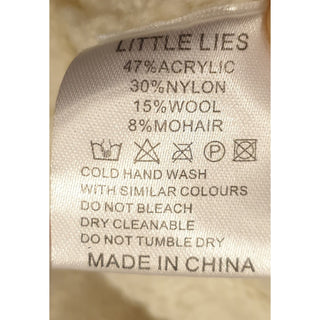 LITTLE LIES
47%ACRYLIC
30%NYLON
15%WOOL
8%MOHAIR
P
COLD HAND WASH
WITH SIMILAR COLOURS
DO NOT BLEACH
DRY CLEANABLE
DO NOT TUMBLE DRY
MADE IN CHINA